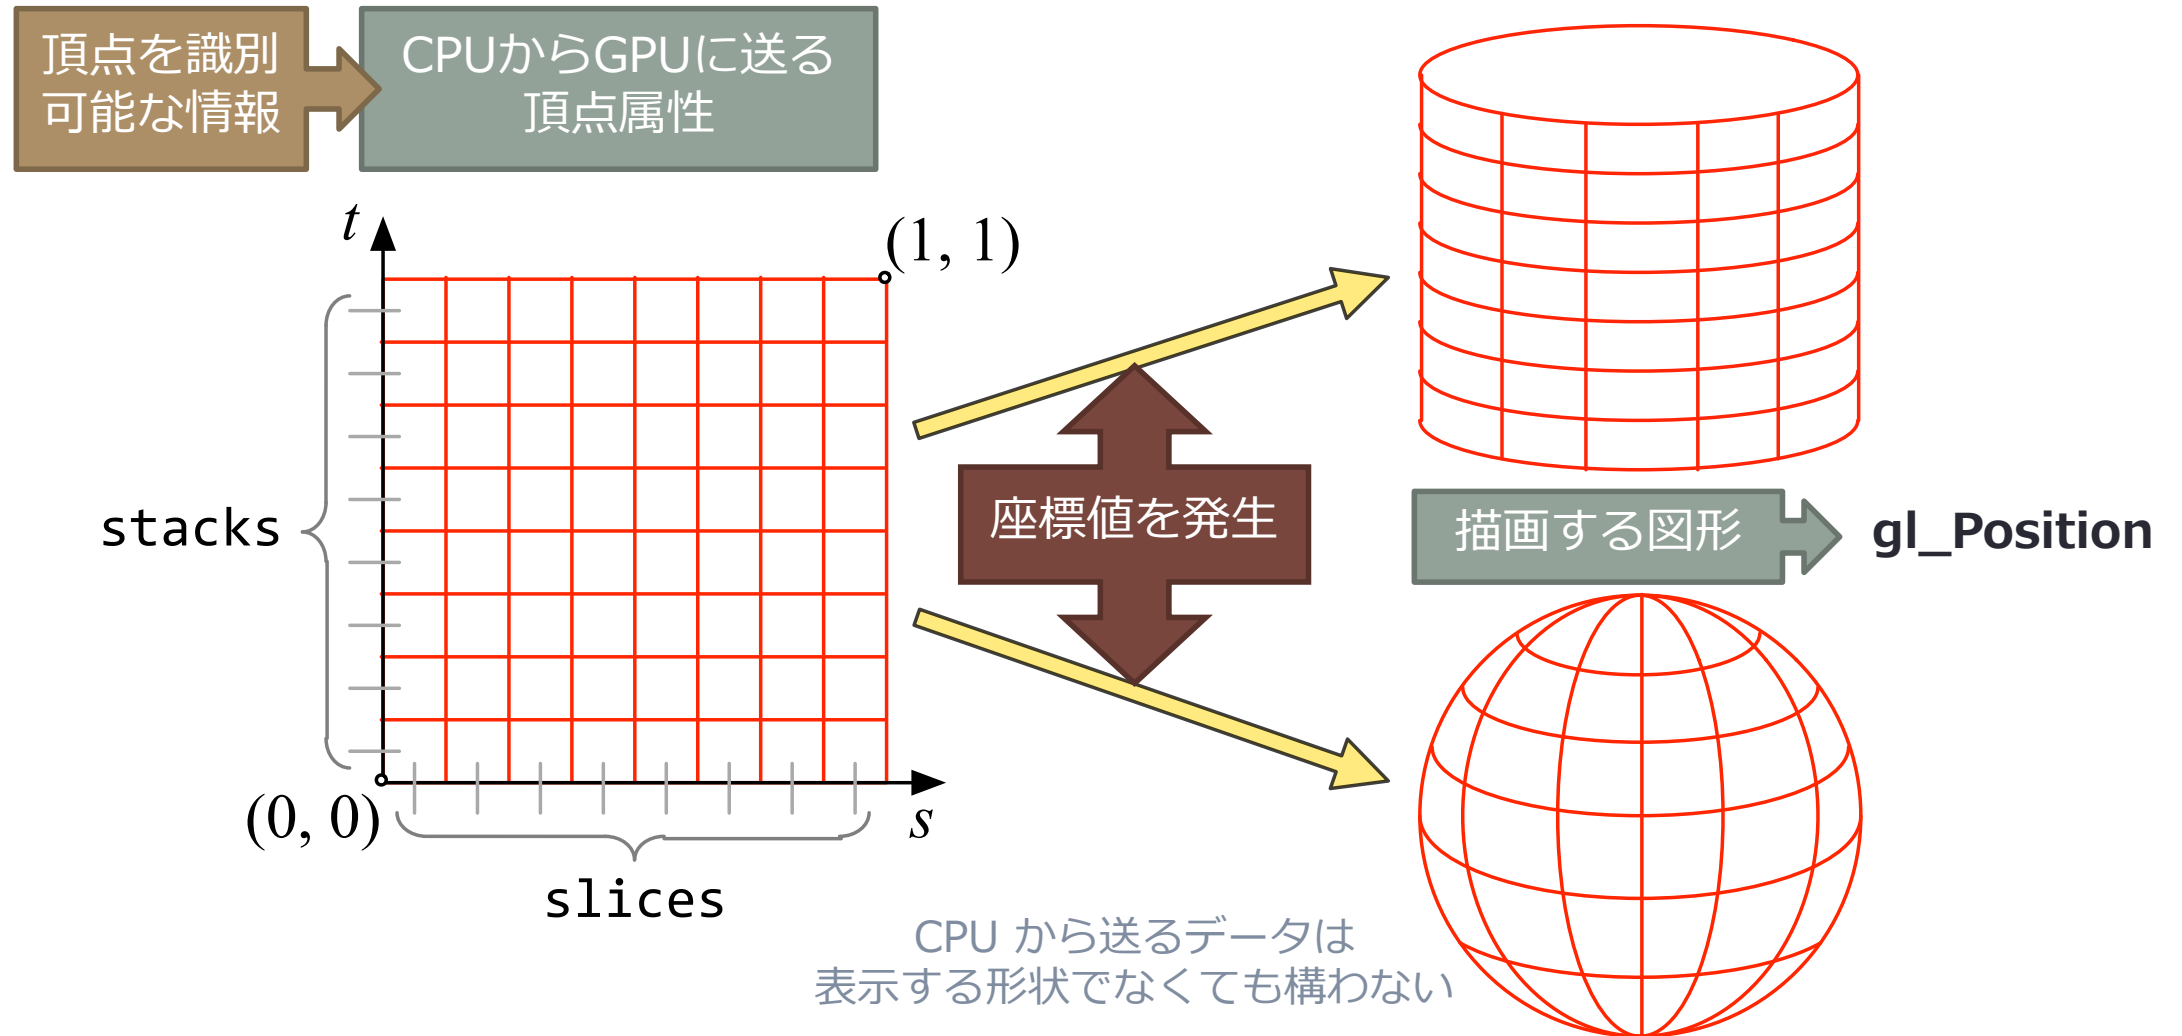 頂点を識別
可能な情報
CPUからGPUに送る
頂点属性
t
(1, 1)
stacks
座標値を発生
描画する図形
gl_Position
(0, 0)
s
slices
CPU から送るデータは
表示する形状でなくても構わない